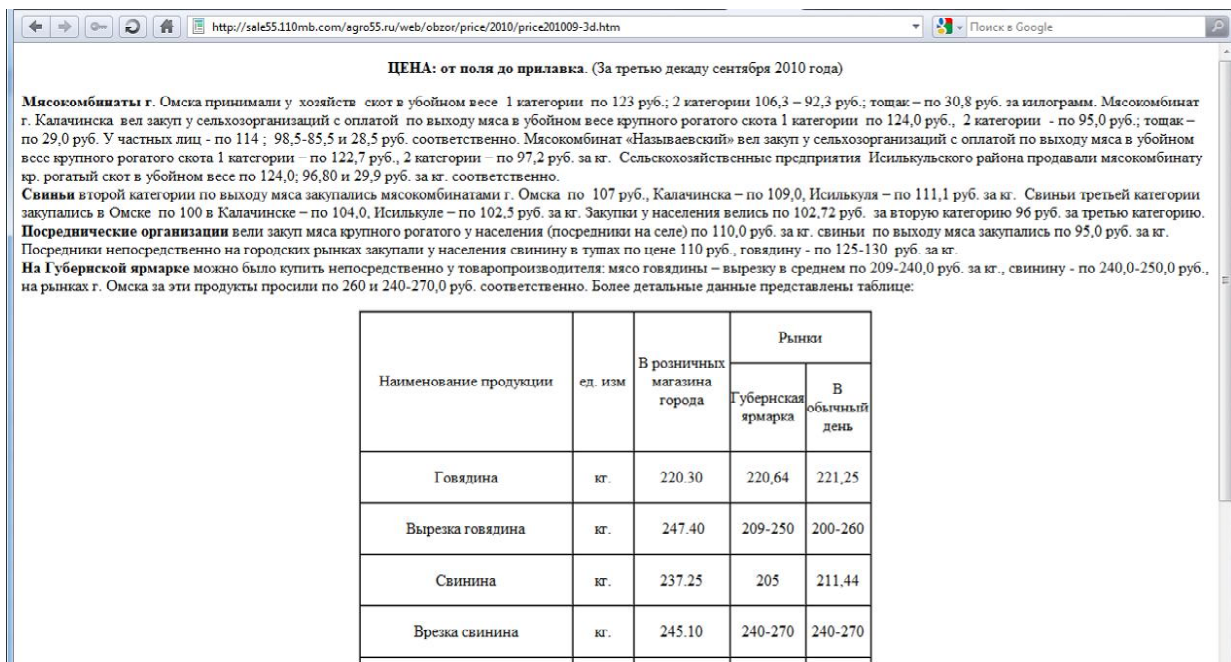 http://sale55.110mb.com/agro55.ru/web/obzor/price/2010/price201009-3d.htm
Поиск в Google
ЦЕНА: от поля до прилавка. (За третью декаду сентября 2010 года)
Мясокомбинаты г. Омска принимали у хозяйств скот в убойном весе 1 категории по 123 руб.; 2 категории 106,3 – 92,3 руб.; тощак – по 30,8 руб. за килограмм. Мясокомбинат
г. Калачинска вел закуп у сельхозорганизаций с оплатой по выходу мяса в убойном весе крупного рогатого скота 1 категории по 124,0 руб., 2 категории - по 95,0 руб.; тощак –
по 29,0 руб. У частных лиц - по 114 ; 98,5-85,5 и 28,5 руб. соответственно. Мясокомбинат «Называевский» вел закуп у сельхозорганизаций с оплатой по выходу мяса в убойном
весе крупного рогатого скота 1 категории – по 122,7 руб., 2 категории – по 97,2 руб. за кг. Сельскохозяйственные предприятия Исилькульского района продавали мясокомбинату
кр. рогатый скот в убойном весе по 124,0; 96,80 и 29,9 руб. за кг. соответственно.
Свиньи второй категории по выходу мяса закупались мясокомбинатами г. Омска по 107 руб., Калачинска – по 109,0, Исилькуля – по 111,1 руб. за кг. Свиньи третьей категории
закупались в Омске по 100 в Калачинске – по 104,0, Исилькуле – по 102,5 руб. за кг. Закупки у населения велись по 102,72 руб. за вторую категорию 96 руб. за третью категорию.
Посреднические организации вели закуп мяса крупного рогатого у населения (посредники на селе) по 110,0 руб. за кг. свиньи по выходу мяса закупались по 95,0 руб. за кг.
Посредники непосредственно на городских рынках закупали у населения свинину в тушах по цене 110 руб., говядину - по 125-130 руб. за кг.
На Губернской ярмарке можно было купить непосредственно у товаропроизводителя: мясо говядины – вырезку в среднем по 209-240,0 руб. за кг., свинину - по 240,0-250,0 руб.,
на рынках г. Омска за эти продукты просили по 260 и 240-270,0 руб. соответственно. Более детальные данные представлены таблице:
Наименование продукции ед. изм В розничных магазина города Рынки
Губернская ярмарка В обычный день
Говядина кг. 220.30 220,64 221,25
Вырезка говядина кг. 247.40 209-250 200-260
Свинина кг. 237.25 205 211,44
Врезка свинина кг. 245.10 240-270 240-270